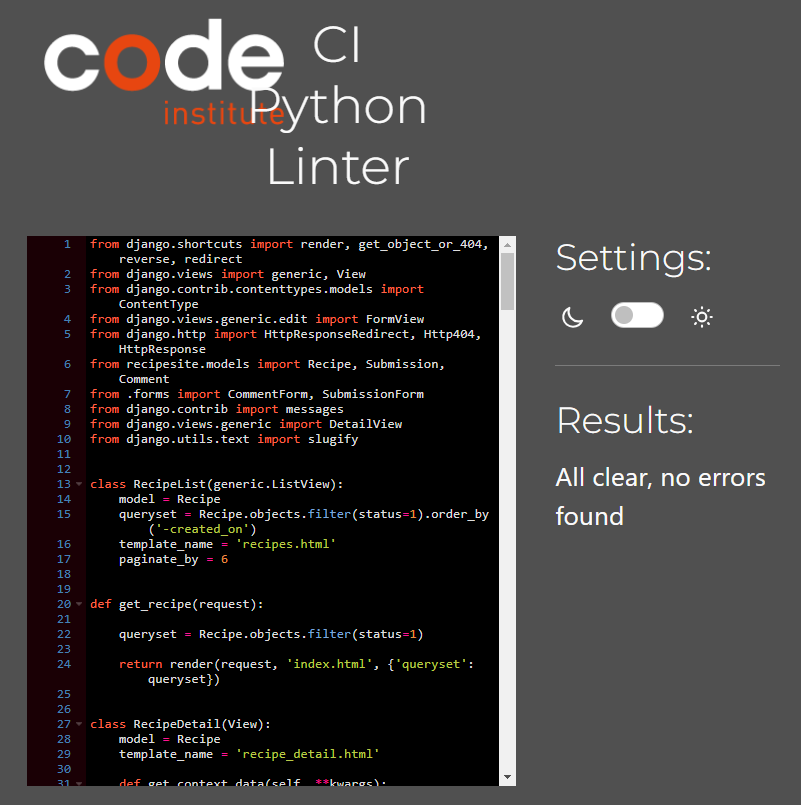 code
institute
CI
Python
Linter
1 from django.shortcuts import render, get_object_or_404,
reverse, redirect
2 from django.views import generic, View
3 from django.contrib.contenttypes.models import
ContentType
4 from django.views.generic.edit import FormView
5 from django.http import HttpResponseRedirect, Http404,
HttpResponse
6 from recipesite.models import Recipe, Submission,
Comment
7 from .forms import CommentForm, SubmissionForm
8 from django.contrib import messages
9 from django.views.generic import DetailView
10 from django.utils.text import slugify
11
12
13 class RecipeList(generic.ListView):
14 model = Recipe
15 queryset = Recipe.objects.filter(status=1).order_by
('-created_on')
16 template_name = 'recipes.html'
17 paginate_by = 6
18
19
20 def get_recipe(request):
21
22 queryset = Recipe.objects.filter(status=1)
23
24 return render(request, 'index.html', {'queryset':
queryset})
25
26
27 class RecipeDetail(View):
28 model = Recipe
29 template_name = 'recipe_detail.html'
30
31 def get_context_data(self, **kwargs):
Settings:
Results:
All clear, no errors
found